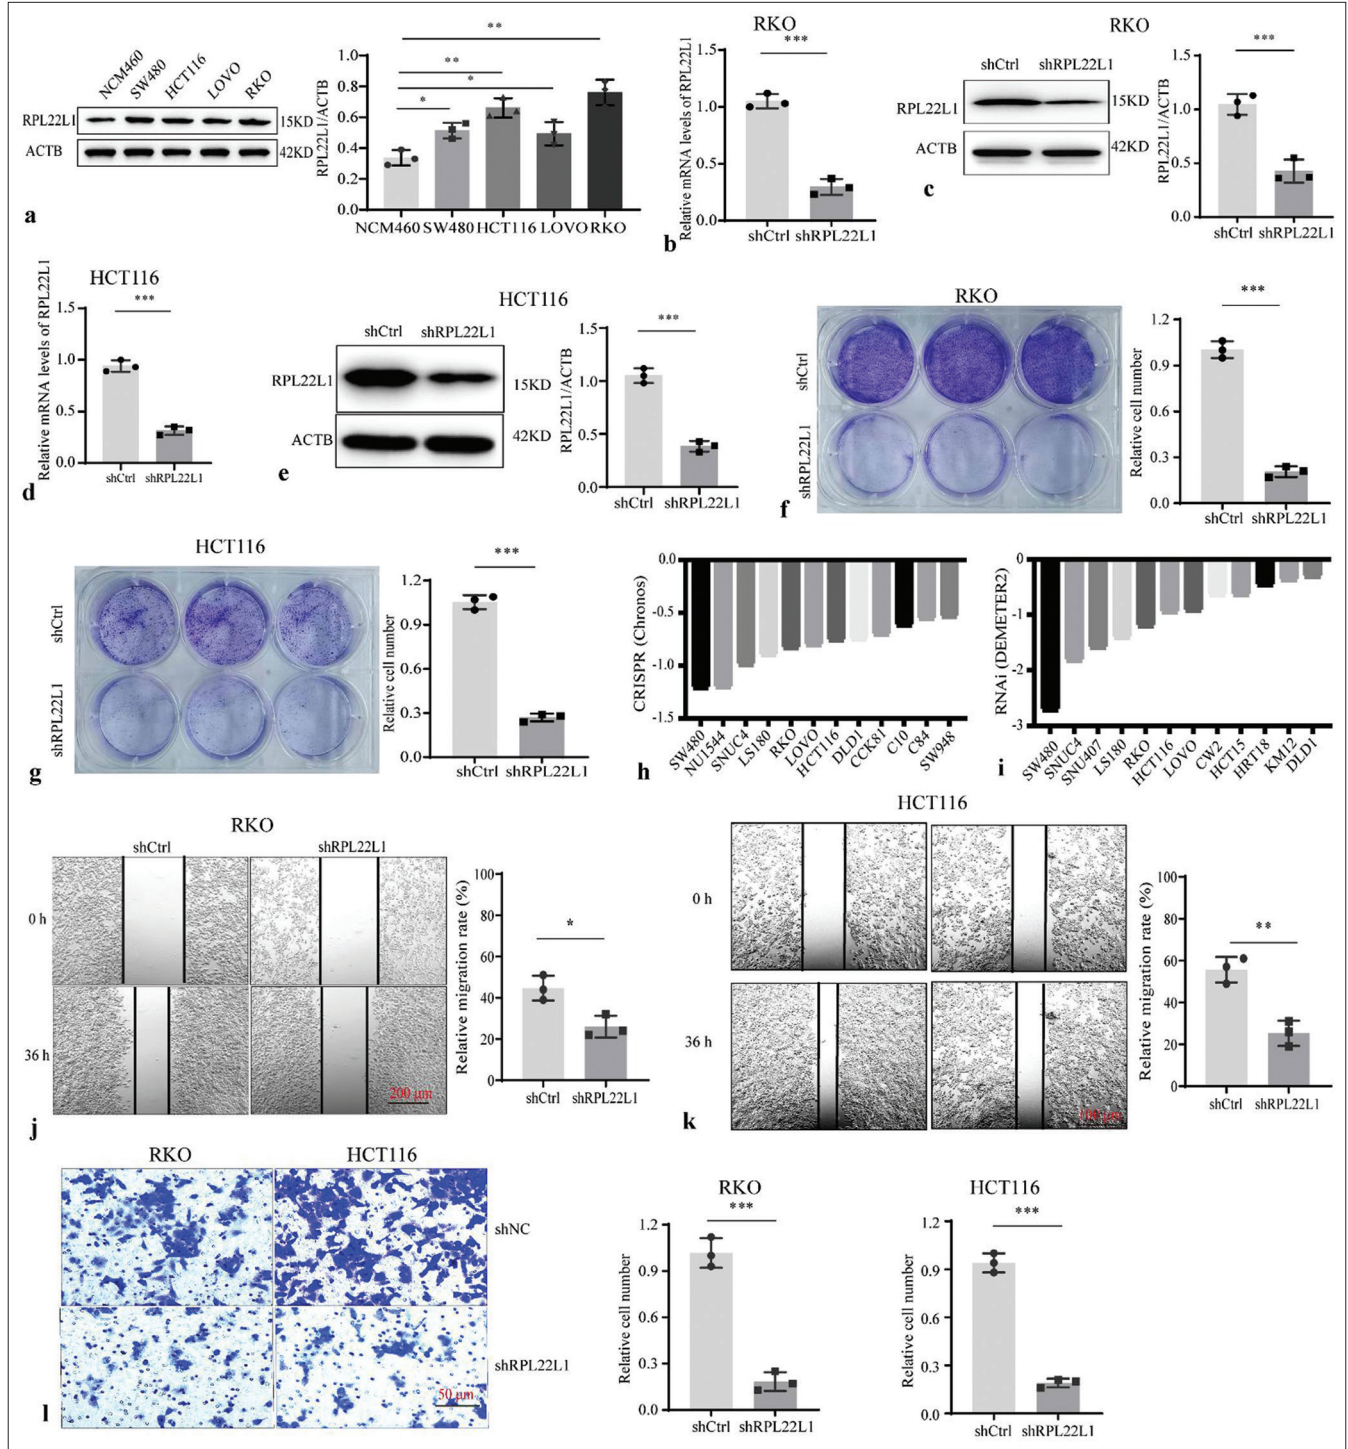 a
NCM460 SW480 HCT116 LOVO RKO
RPL22L1 15KD
ACTB 42KD
RPL22L1/ACTB
1.0
0.8
0.6
0.4
0.2
0.0
** ** * * *
NCM460 SW480 HCT116 LOVO RKO
b
RKO
Relative mRNA levels of RPL22L1
1.5
1.0
0.5
0.0
***
shCtrl shRPL22L1
c
RKO
shCtrl shRPL22L1
RPL22L1 15KD
ACTB 42KD
RPL22L1/ACTB
1.5
1.0
0.5
0.0
***
shCtrl shRPL22L1
d
HCT116
Relative mRNA levels of RPL22L1
1.5
1.0
0.5
0.0
***
shCtrl shRPL22L1
e
HCT116
shCtrl shRPL22L1
RPL22L1 15KD
ACTB 42KD
RPL22L1/ACTB
1.5
1.0
0.5
0.0
***
shCtrl shRPL22L1
f
RKO
shCtrl
shRPL22L1
Relative cell number
1.2
0.9
0.6
0.3
0.0
***
shCtrl shRPL22L1
g
HCT116
shCtrl
shRPL22L1
Relative cell number
1.2
0.9
0.6
0.3
0.0
***
shCtrl shRPL22L1
h
CRISPR (Chronos)
0.0
-0.5
-1.0
-1.5
SW480 NU1544 SNUC4 LS180 RKO LOVO HCT116 DLD1 CCK81 C10 C84 SW948
i
RNAi (DEMETER2)
0
-1
-2
-3
SW480 SNUC4 SNU407 LS180 RKO HCT116 LOVO CW2 HCT15 HRT18 KM12 DLD1
j
RKO
shCtrl shRPL22L1
0 h
36 h
200 μm
Relative migration rate (%)
100
80
60
40
20
0
*
shCtrl shRPL22L1
k
HCT116
0 h
36 h
100 μm
Relative migration rate (%)
100
80
60
40
20
0
**
shCtrl shRPL22L1
l
RKO HCT116
shNC
shRPL22L1
50 μm
RKO
Relative cell number
1.2
0.9
0.6
0.3
0.0
***
shCtrl shRPL22L1
HCT116
Relative cell number
1.2
0.9
0.6
0.3
0.0
***
shCtrl shRPL22L1